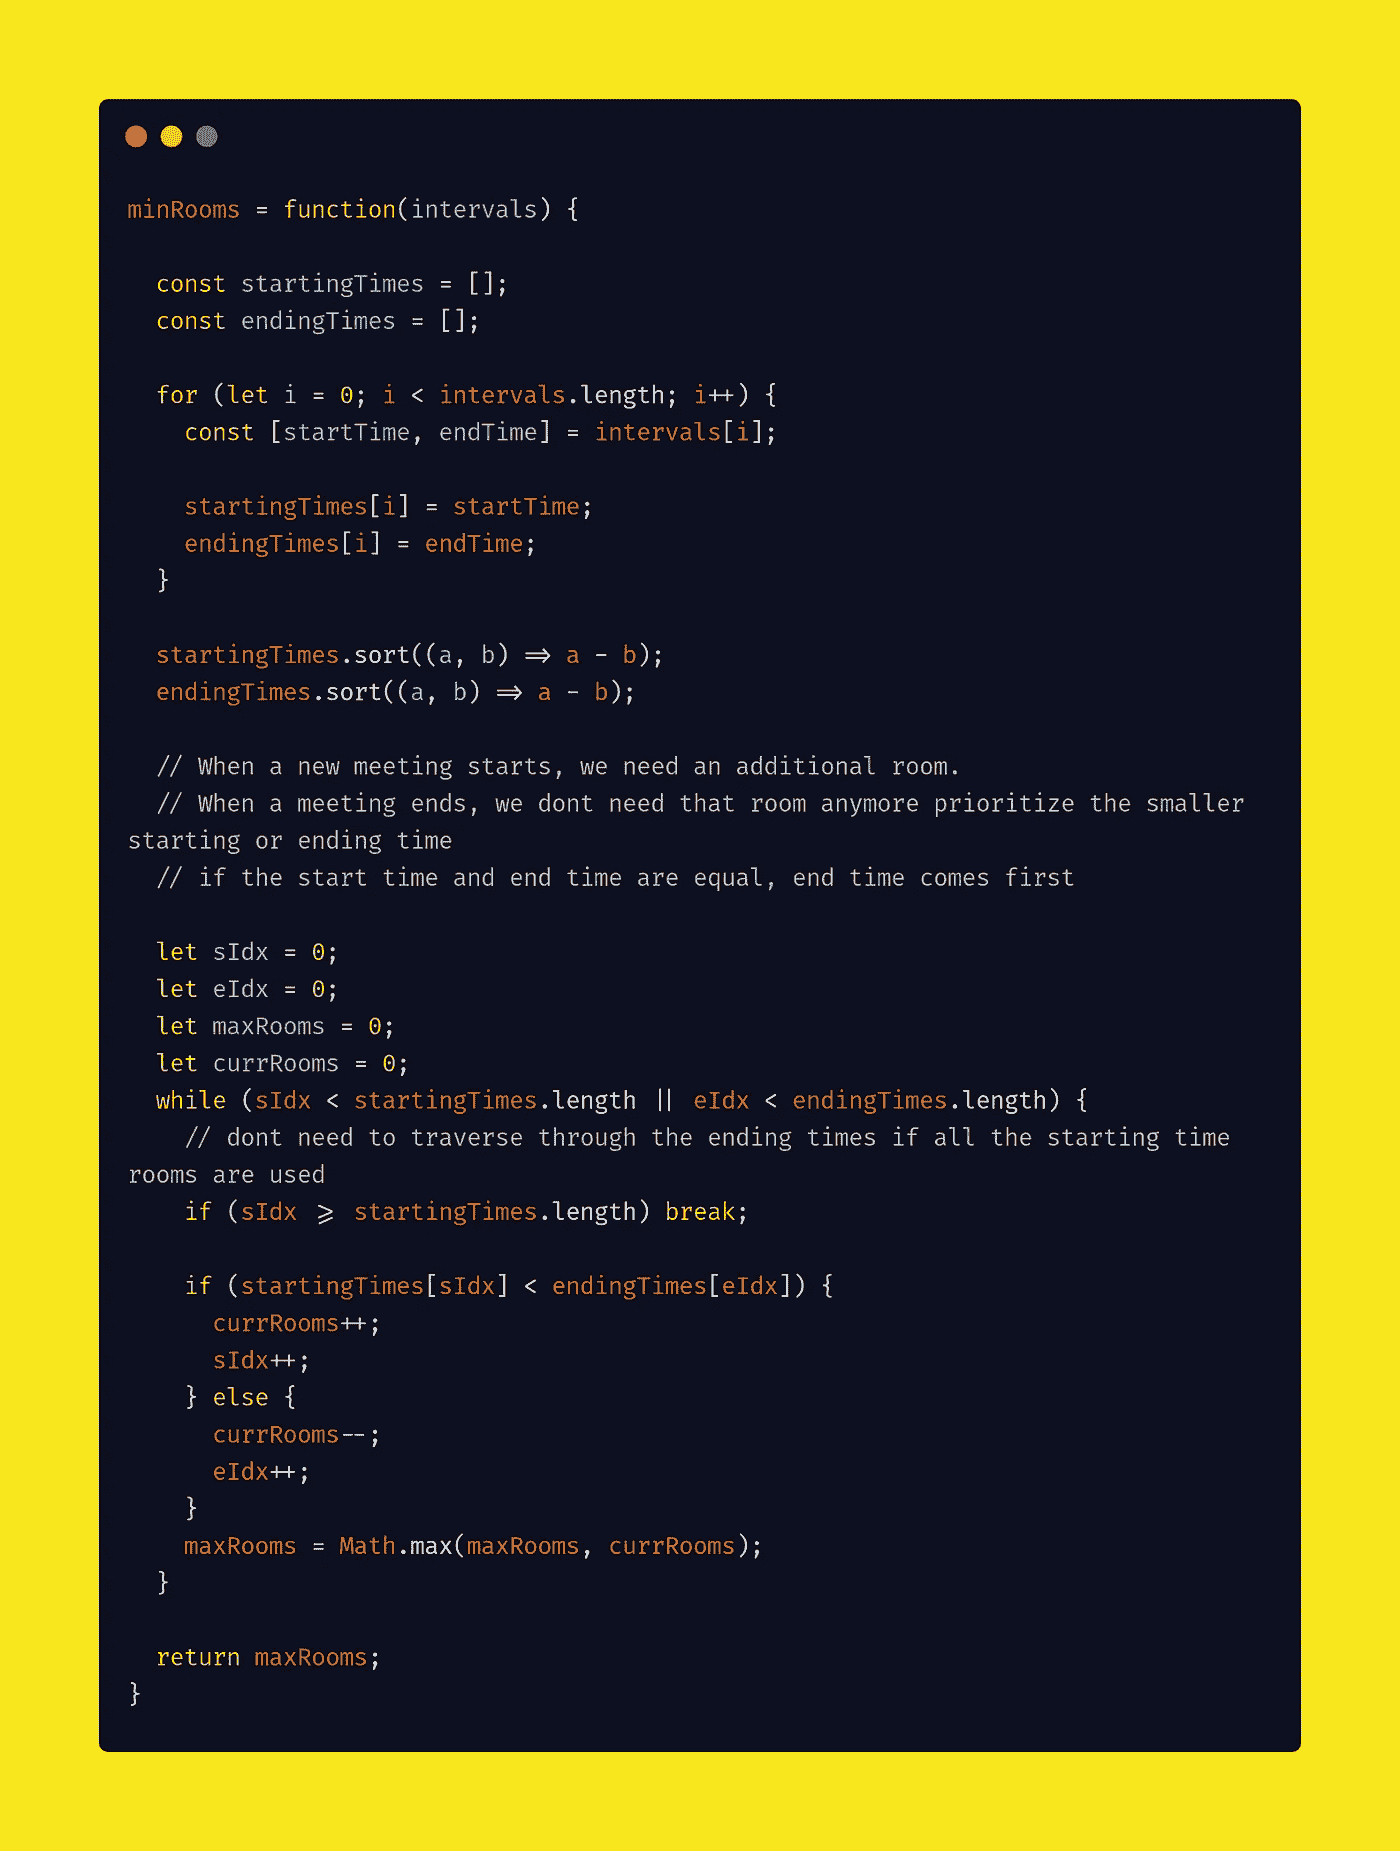 minRooms = function(intervals) {
const startingTimes = [];
const endingTimes = [];
for (let i = 0; i < intervals.length; i++) {
const [startTime, endTime] = intervals[i];
startingTimes[i] = startTime;
endingTimes[i] = endTime;
}
startingTimes.sort((a, b) => a - b);
endingTimes.sort((a, b) => a - b);
// When a new meeting starts, we need an additional room.
// When a meeting ends, we dont need that room anymore prioritize the smaller
starting or ending time
// if the start time and end time are equal, end time comes first
let sIdx = 0;
let eIdx = 0;
let maxRooms = 0;
let currRooms = 0;
while (sIdx < startingTimes.length || eIdx < endingTimes.length) {
// dont need to traverse through the ending times if all the starting time
rooms are used
if (sIdx >= startingTimes.length) break;
if (startingTimes[sIdx] < endingTimes[eIdx]) {
currRooms++;
sIdx++;
} else {
currRooms--;
eIdx++;
}
maxRooms = Math.max(maxRooms, currRooms);
}
return maxRooms;
}